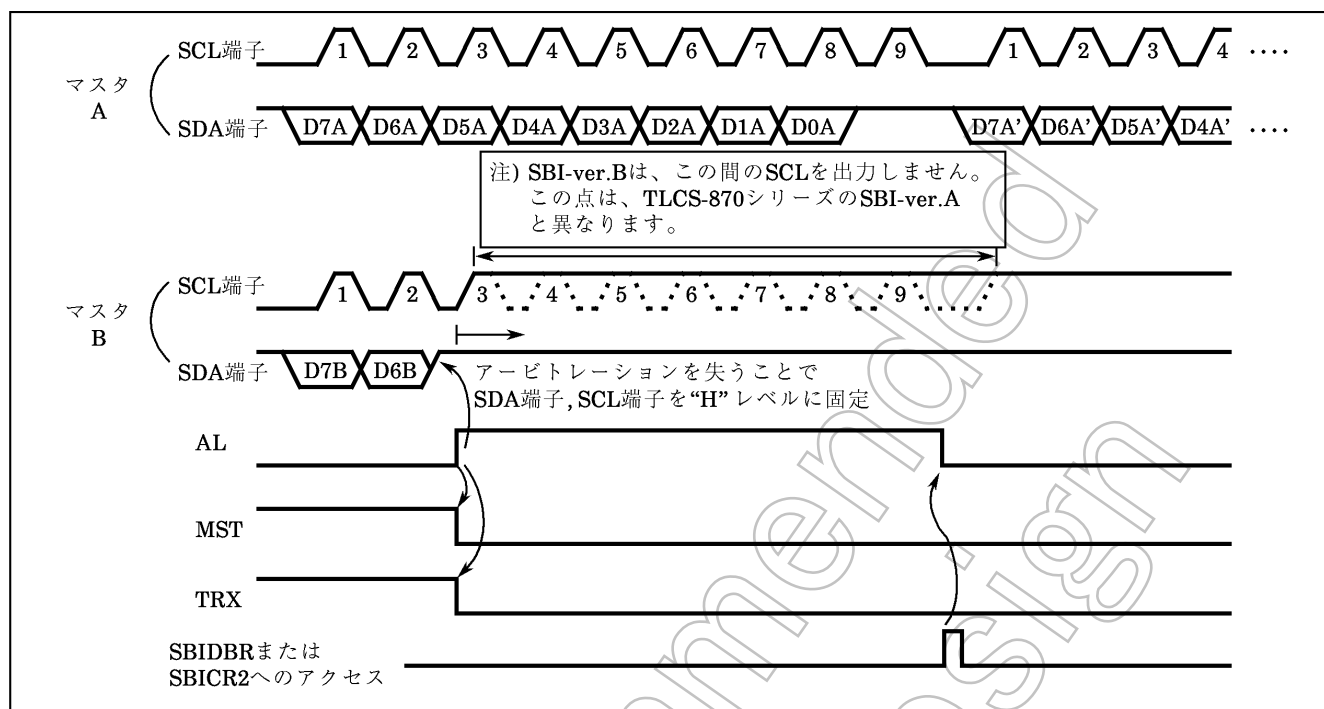 SCL端子 1 2 3 4 5 6 7 8 9 1 2 3 4 ････
マスタ
A
SDA端子 D7A D6A D5A D4A D3A D2A D1A D0A D7A' D6A' D5A' D4A' ････
注) SBI-ver.Bは、この間のSCLを出力しません。
この点は、TLCS-870シリーズのSBI-ver.A
と異なります。
SCL端子 1 2 3 4 5 6 7 8 9
マスタ
B
SDA端子 D7B D6B
アービトレーションを失うことで
SDA端子, SCL端子を“H” レベルに固定
AL
MST
TRX
SBIDBRまたは
SBICR2へのアクセス
mended
esign